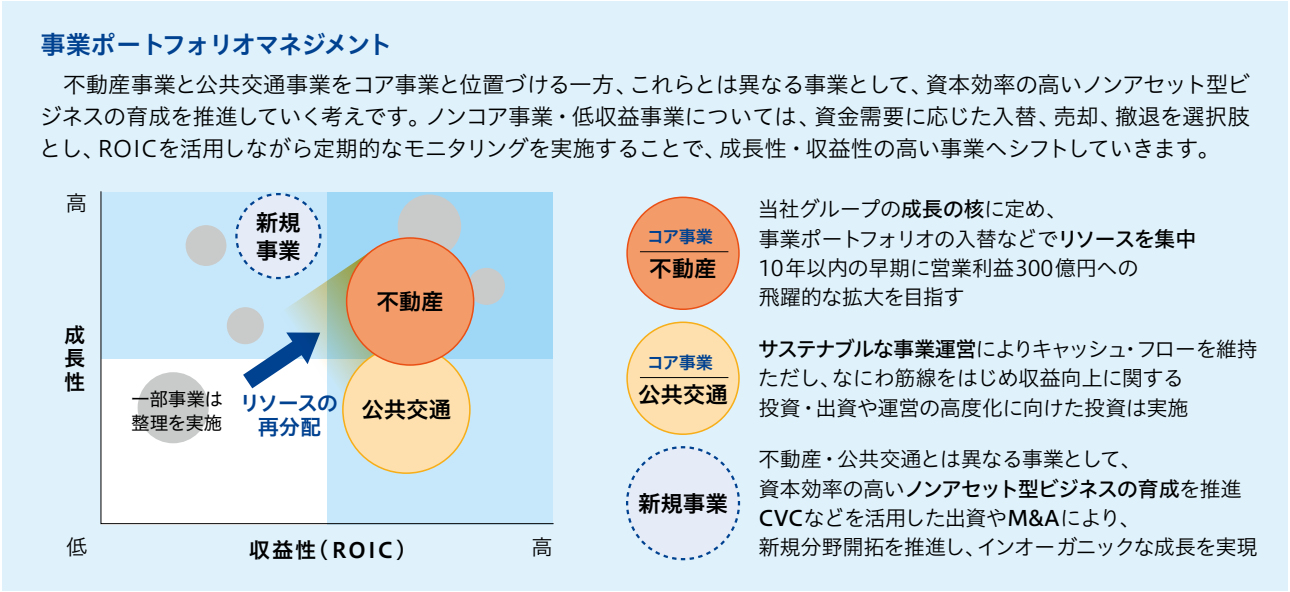 事業ポートフォリオマネジメント
不動産事業と公共交通事業をコア事業と位置づける一方、これらとは異なる事業として、資本効率の高いノンアセット型ビ
ジネスの育成を推進していく考えです。ノンコア事業・低収益事業については、資金需要に応じた入替、売却、撤退を選択肢
とし、ROICを活用しながら定期的なモニタリングを実施することで、成長性・収益性の高い事業へシフトしていきます。
高
成長性
低
収益性（ROIC）
高
新規
事業
不動産
公共交通
一部事業は
整理を実施
リソースの
再分配
コア事業
不動産
当社グループの成長の核に定め、
事業ポートフォリオの入替などでリソースを集中
10年以内の早期に営業利益300億円への
飛躍的な拡大を目指す
コア事業
公共交通
サステナブルな事業運営によりキャッシュ・フローを維持
ただし、なにわ筋線をはじめ収益向上に関する
投資・出資や運営の高度化に向けた投資は実施
新規事業
不動産・公共交通とは異なる事業として、
資本効率の高いノンアセット型ビジネスの育成を推進
CVCなどを活用した出資やM&Aにより、
新規分野開拓を推進し、インオーガニックな成長を実現